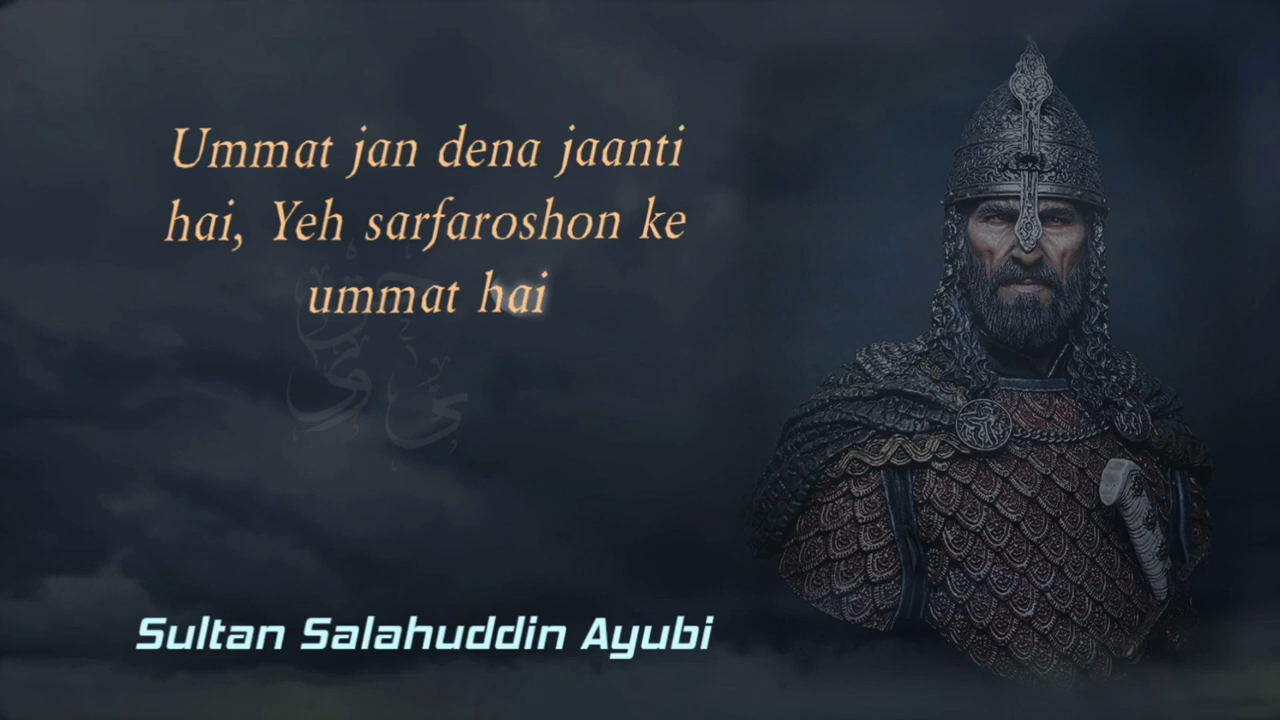 Ummat jan dena jaanti
hai, Yeh sarfaroshon ke
ummat hai
Sultan Salahuddin Ayubi